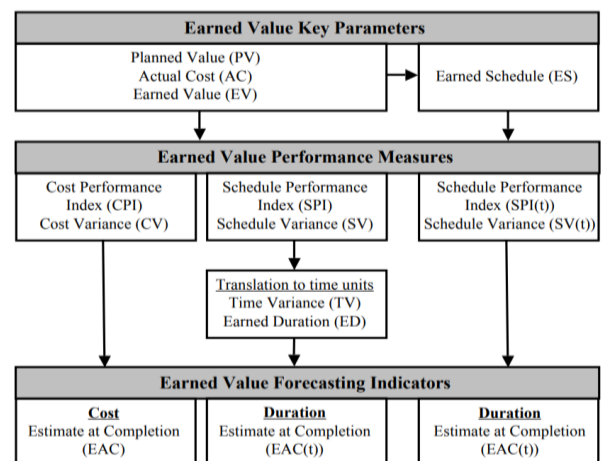 Earned Value Key Parameters
Planned Value (PV)
Actual Cost (AC)
Earned Value (EV)
Earned Schedule (ES)
Earned Value Performance Measures
Cost Performance
Index (CPI)
Cost Variance (CV)
Schedule Performance
Index (SPI)
Schedule Variance (SV)
Schedule Performance
Index (SPI(t))
Schedule Variance (SV(t))
Translation to time units
Time Variance (TV)
Earned Duration (ED)
Earned Value Forecasting Indicators
Cost
Estimate at Completion
(EAC)
Duration
Estimate at Completion
(EAC(t))
Duration
Estimate at Completion
(EAC(t))